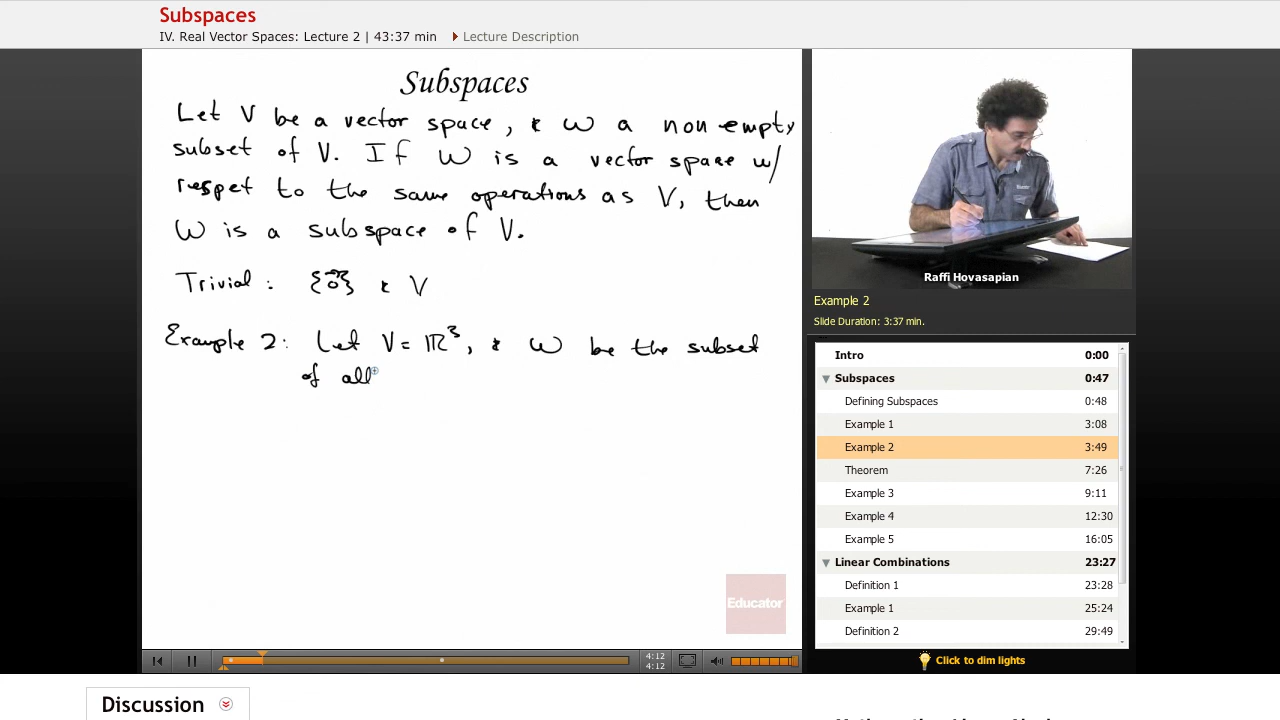 Subspaces
IV. Real Vector Spaces: Lecture 2 | 43:37 min Lecture Description
Subspaces
Let V be a vector space, & W a non empty
subset of V. If W is a vector space w/
respet to the same operations as V, then
W is a subspace of V.
Trivial: {0⃗} & V
Example 2: Let V = ℝ³, & W be the subset
of all
Educator
4:12
4:12
Raffi Hovasapian
Example 2
Slide Duration: 3:37 min.
Intro 0:00
Subspaces 0:47
Defining Subspaces 0:48
Example 1 3:08
Example 2 3:49
Theorem 7:26
Example 3 9:11
Example 4 12:30
Example 5 16:05
Linear Combinations 23:27
Definition 1 23:28
Example 1 25:24
Definition 2 29:49
Click to dim lights
Discussion